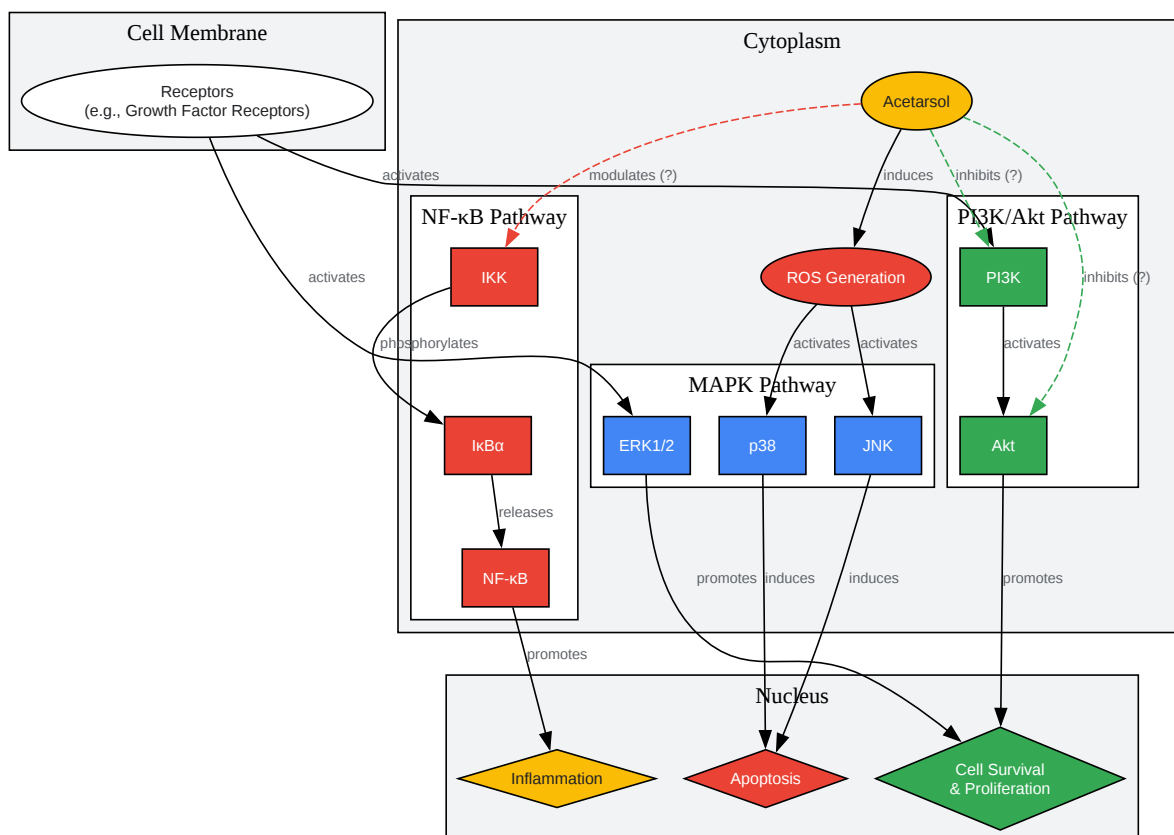 Cell Membrane
Cytoplasm
Receptors
(e.g., Growth Factor Receptors)
Acetarsol
activates
modulates (?)
induces
inhibits (?)
NF-κB Pathway
PI3K/Akt Pathway
IKK
ROS Generation
PI3K
activates
inhibits (?)
phosphorylates
activates
activates
activates
MAPK Pathway
IκBα
ERK1/2
p38
JNK
Akt
releases
NF-κB
promotes
induces
induces
promotes
promotes
Nucleus
Inflammation
Apoptosis
Cell Survival
& Proliferation